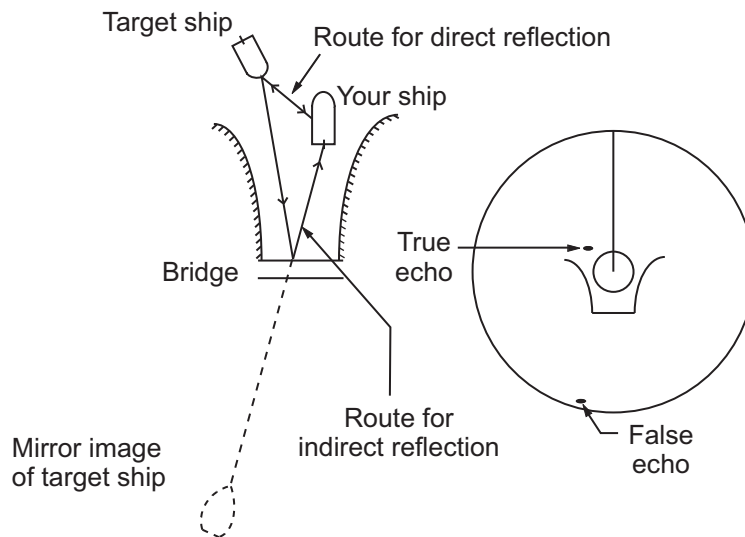 Target ship
Route for direct reflection
Your ship
Bridge
Route for
indirect reflection
Mirror image
of target ship
True
echo
False
echo